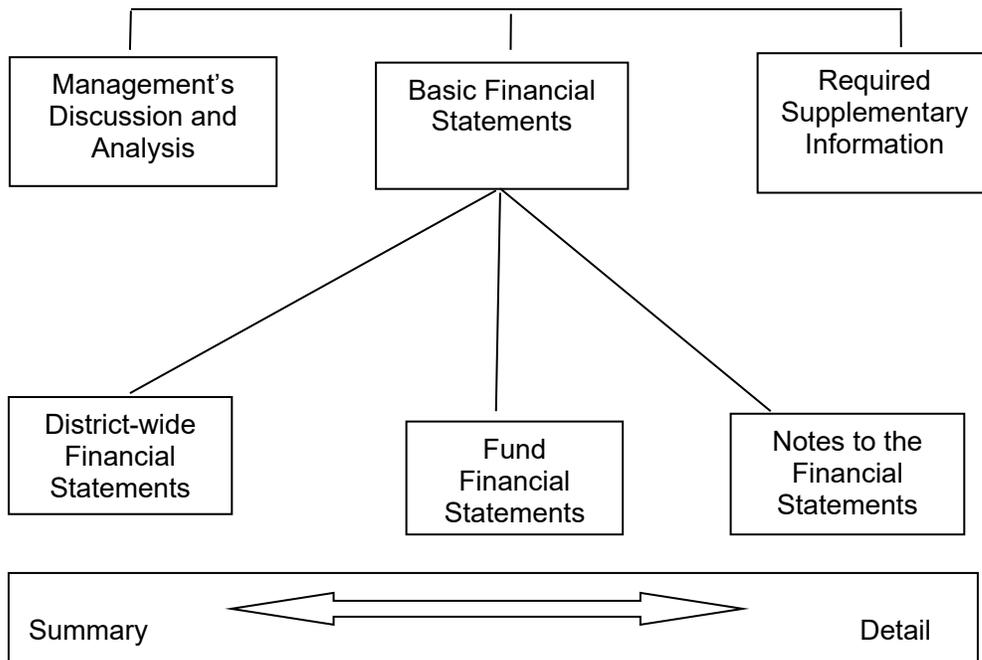 Management’s
Discussion and
Analysis
Basic Financial
Statements
Required
Supplementary
Information
District-wide
Financial
Statements
Fund
Financial
Statements
Notes to the
Financial
Statements
Summary
Detail